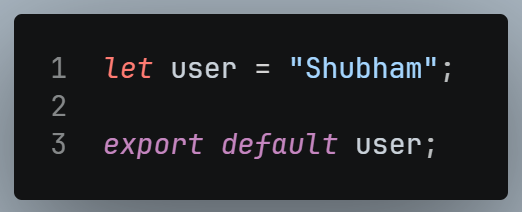 1 let user = "Shubham";
2
3 export default user;